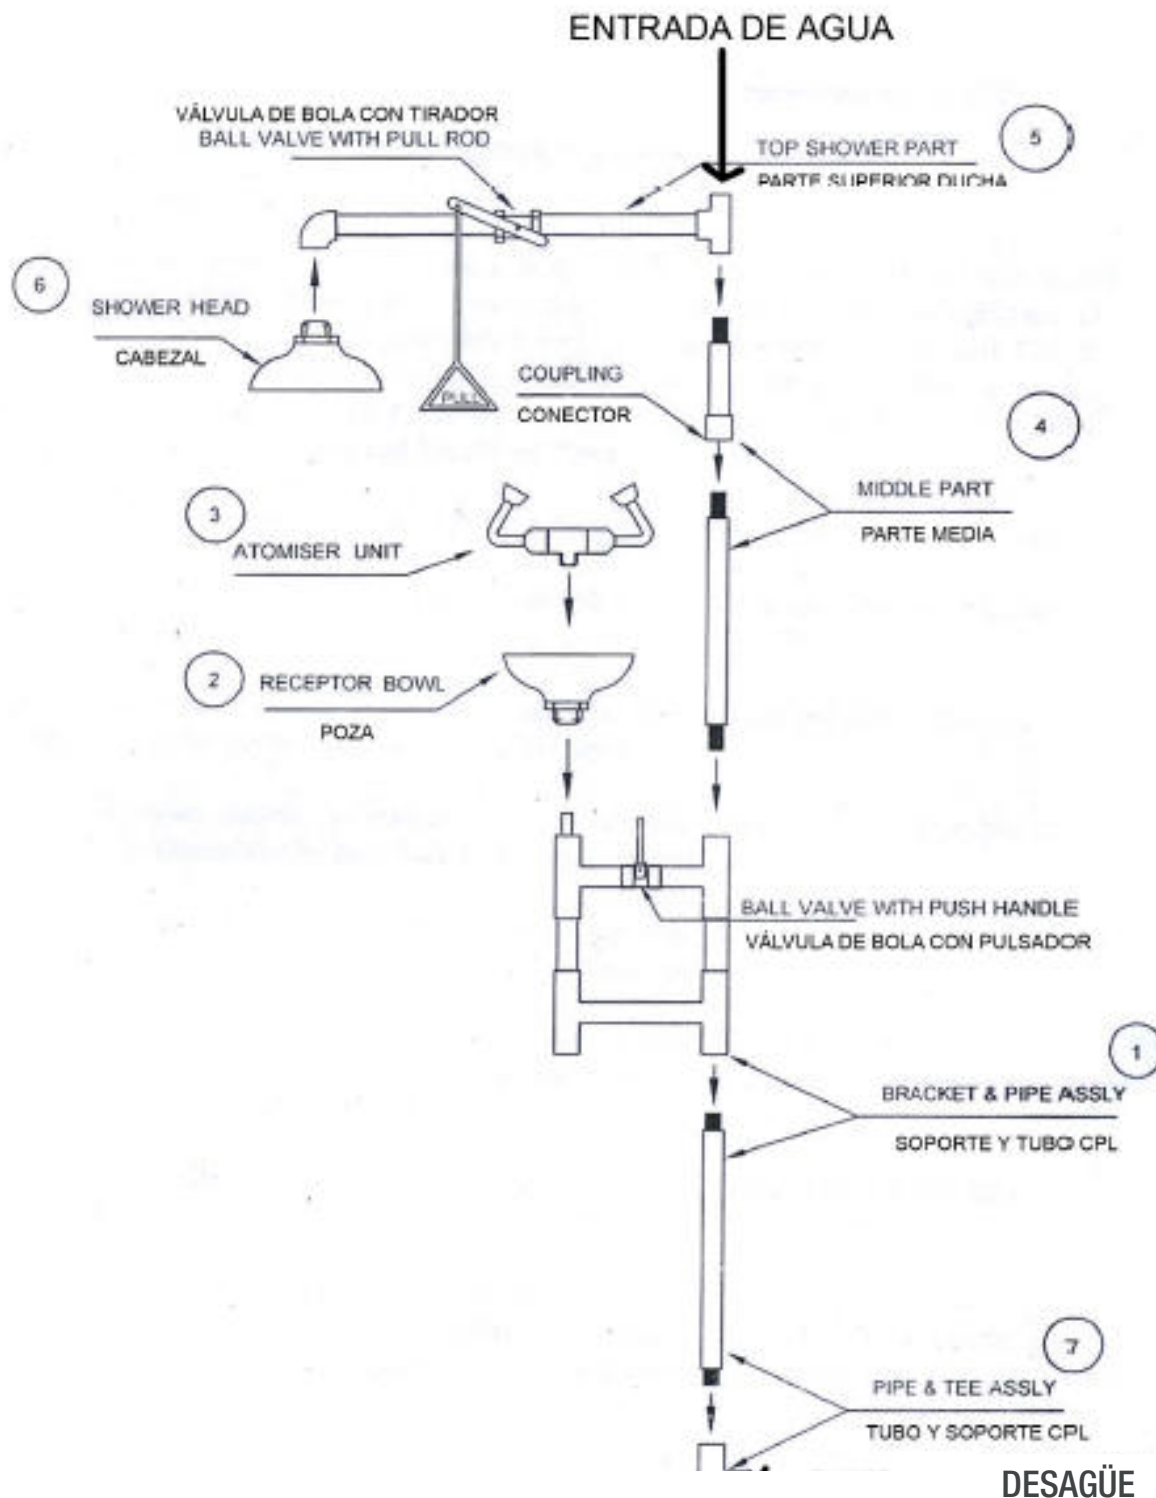 ENTRADA DE AGUA
VÁLVULA DE BOLA CON TIRADOR
BALL VALVE WITH PULL ROD
5
TOP SHOWER PART
PARTE SUPERIOR DUCHA
6
SHOWER HEAD
CABEZAL
PULL
COUPLING
CONECTOR
4
MIDDLE PART
PARTE MEDIA
3
ATOMISER UNIT
2
RECEPTOR BOWL
POZA
BALL VALVE WITH PUSH HANDLE
VÁLVULA DE BOLA CON PULSADOR
1
BRACKET & PIPE ASSLY
SOPORTE Y TUBO CPL
7
PIPE & TEE ASSLY
TUBO Y SOPORTE CPL
DESAGÜE